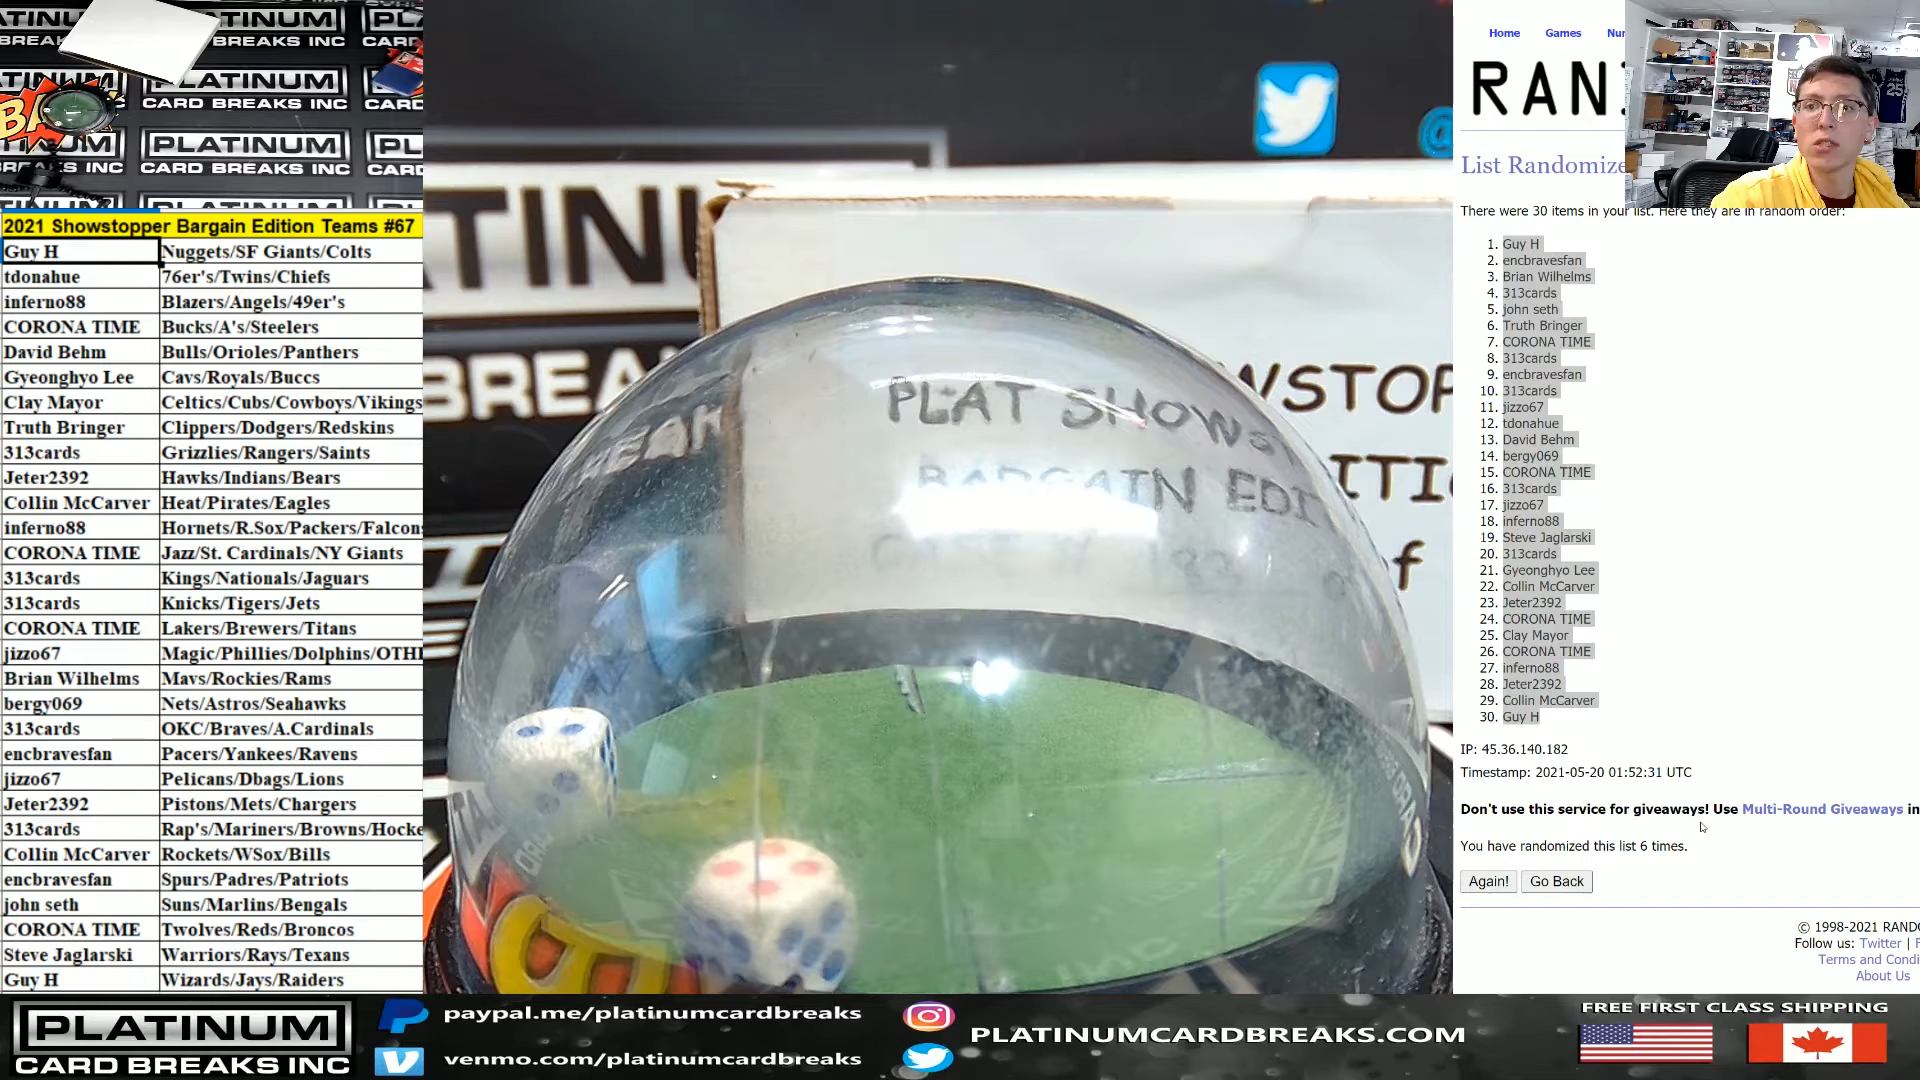 2021 Showstopper Bargain Edition Teams #67
Guy H Nuggets/SF Giants/Colts
tdonahue 76er's/Twins/Chiefs
inferno88 Blazers/Angels/49er's
CORONA TIME Bucks/A's/Steelers
David Behm Bulls/Orioles/Panthers
Gyeonghyo Lee Cavs/Royals/Buccs
Clay Mayor Celtics/Cubs/Cowboys/Vikings
Truth Bringer Clippers/Dodgers/Redskins
313cards Grizzlies/Rangers/Saints
Jeter2392 Hawks/Indians/Bears
Collin McCarver Heat/Pirates/Eagles
inferno88 Hornets/R.Sox/Packers/Falcons
CORONA TIME Jazz/St. Cardinals/NY Giants
313cards Kings/Nationals/Jaguars
313cards Knicks/Tigers/Jets
CORONA TIME Lakers/Brewers/Titans
jizzo67 Magic/Phillies/Dolphins/OTH
Brian Wilhelms Mavs/Rockies/Rams
bergy069 Nets/Astros/Seahawks
313cards OKC/Braves/A.Cardinals
encbravesfan Pacers/Yankees/Ravens
jizzo67 Pelicans/Dbags/Lions
Jeter2392 Pistons/Mets/Chargers
313cards Rap's/Mariners/Browns/Hocke
Collin McCarver Rockets/WSox/Bills
encbravesfan Spurs/Padres/Patriots
john seth Suns/Marlins/Bengals
CORONA TIME Twolves/Reds/Broncos
Steve Jaglarski Warriors/Rays/Texans
Guy H Wizards/Jays/Raiders
PLATINUM
CARD BREAKS INC
PLAT SHOWS
BARGAIN EDI
Home Games Nu
RAN
List Randomize
There were 30 items in your list. Here they are in random order:
1. Guy H
2. encbravesfan
3. Brian Wilhelms
4. 313cards
5. john seth
6. Truth Bringer
7. CORONA TIME
8. 313cards
9. encbravesfan
10. 313cards
11. jizzo67
12. tdonahue
13. David Behm
14. bergy069
15. CORONA TIME
16. 313cards
17. jizzo67
18. inferno88
19. Steve Jaglarski
20. 313cards
21. Gyeonghyo Lee
22. Collin McCarver
23. Jeter2392
24. CORONA TIME
25. Clay Mayor
26. CORONA TIME
27. inferno88
28. Jeter2392
29. Collin McCarver
30. Guy H
IP: 45.36.140.182
Timestamp: 2021-05-20 01:52:31 UTC
Don't use this service for giveaways! Use Multi-Round Giveaways in
You have randomized this list 6 times.
Again! Go Back
© 1998-2021 RAND
Follow us: Twitter | F
Terms and Condi
About Us
PLATINUM
CARD BREAKS INC
paypal.me/platinumcardbreaks
venmo.com/platinumcardbreaks
PLATINUMCARDBREAKS.COM
FREE FIRST CLASS SHIPPING